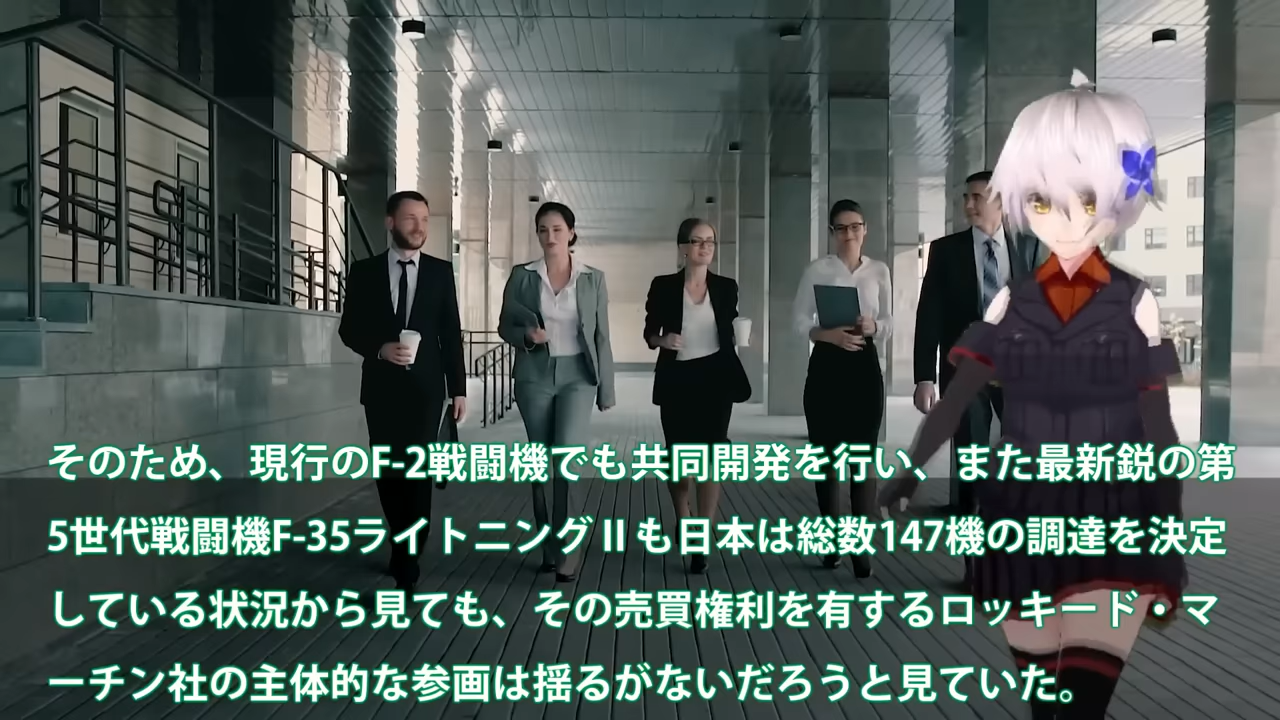 そのため、現行のF-2戦闘機でも共同開発を行い、また最新鋭の第
5世代戦闘機F-35ライトニングⅡも日本は総数147機の調達を決定
している状況から見ても、その売買権利を有するロッキード・マ
ーチン社の主体的な参画は揺るがないだろうと見ていた。